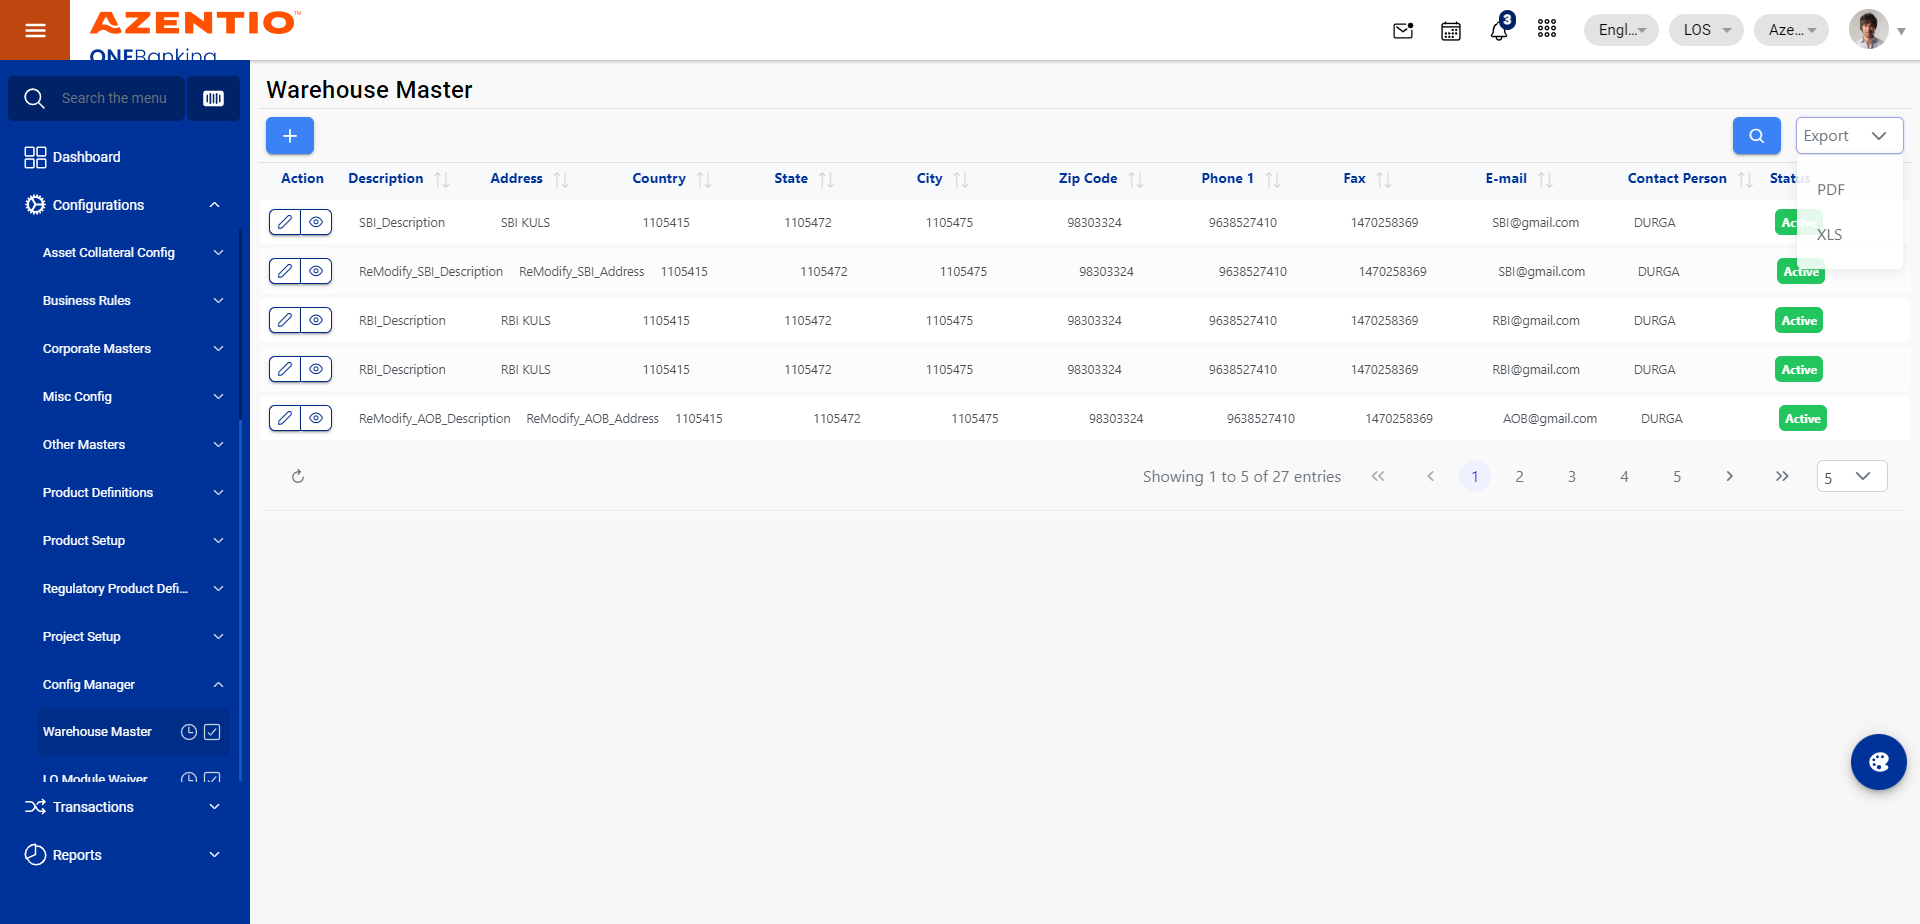 AZENTIO™
ONEBanking
3
Engl...
LOS
Aze...
Search the menu
Dashboard
Configurations
Asset Collateral Config
Business Rules
Corporate Masters
Misc Config
Other Masters
Product Definitions
Product Setup
Regulatory Product Defi...
Project Setup
Config Manager
Warehouse Master
LO Module Waiver
Transactions
Reports
Warehouse Master
Export
PDF
XLS
Action Description Address Country State City Zip Code Phone 1 Fax E-mail Contact Person Status
SBI_Description SBI KULS 1105415 1105472 1105475 98303324 9638527410 1470258369 SBI@gmail.com DURGA Active
ReModify_SBI_Description ReModify_SBI_Address 1105415 1105472 1105475 98303324 9638527410 1470258369 SBI@gmail.com DURGA Active
RBI_Description RBI KULS 1105415 1105472 1105475 98303324 9638527410 1470258369 RBI@gmail.com DURGA Active
RBI_Description RBI KULS 1105415 1105472 1105475 98303324 9638527410 1470258369 RBI@gmail.com DURGA Active
ReModify_AOB_Description ReModify_AOB_Address 1105415 1105472 1105475 98303324 9638527410 1470258369 AOB@gmail.com DURGA Active
Showing 1 to 5 of 27 entries 1 2 3 4 5 5